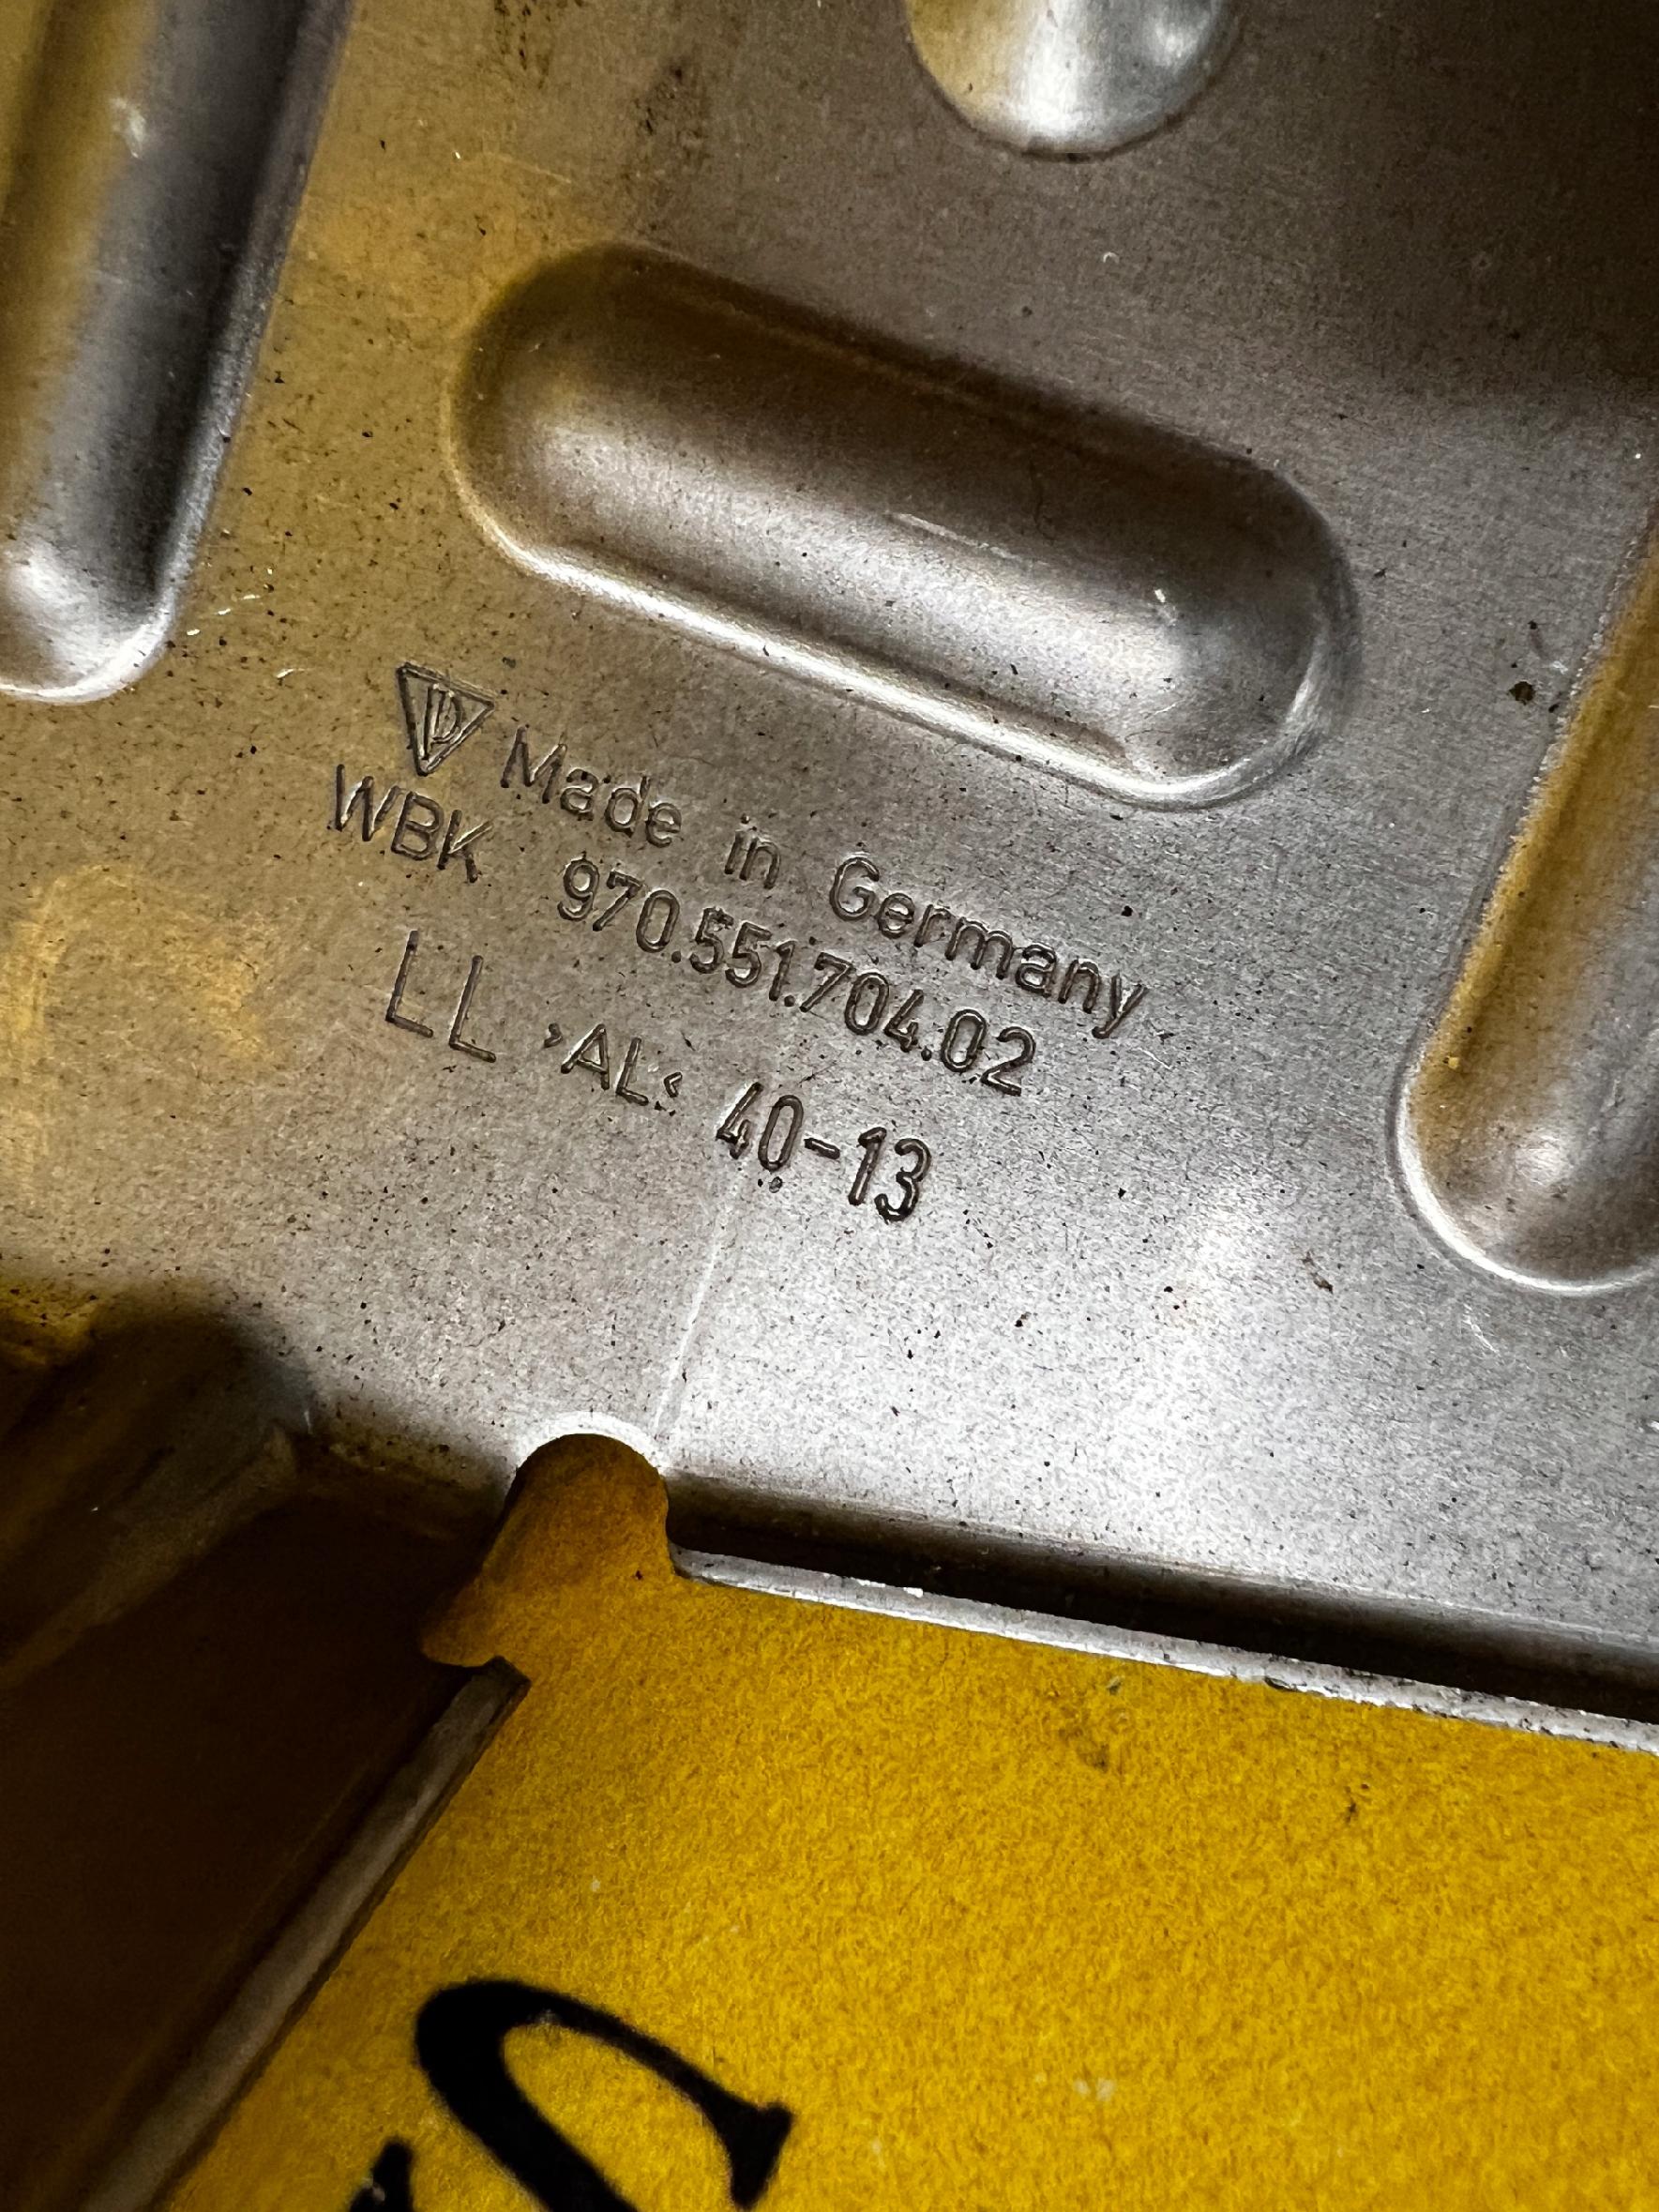 Made in Germany
WBK 970.551.704.02
LL >AL< 40-13
S